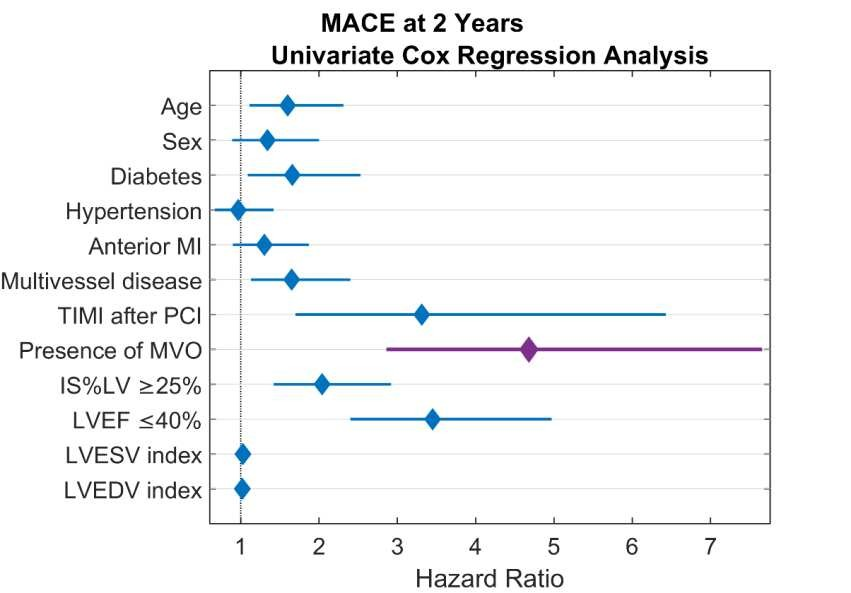 MACE at 2 Years
Univariate Cox Regression Analysis
Age
Sex
Diabetes
Hypertension
Anterior MI
Multivessel disease
TIMI after PCI
Presence of MVO
IS%LV ≥25%
LVEF ≤40%
LVESV index
LVEDV index
1 2 3 4 5 6 7
Hazard Ratio